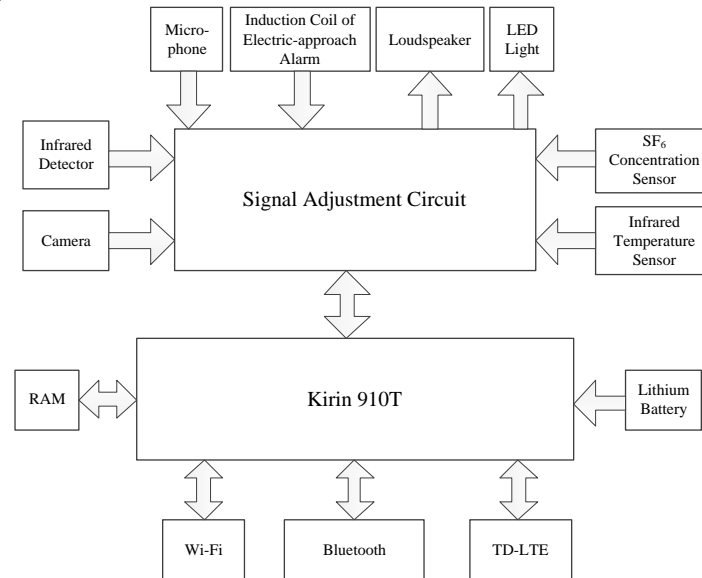 Micro-
phone
Induction Coil of
Electric-approach
Alarm
Loudspeaker
LED
Light
Infrared
Detector
SF₆
Concentration
Sensor
Signal Adjustment Circuit
Camera
Infrared
Temperature
Sensor
RAM
Kirin 910T
Lithium
Battery
Wi-Fi
Bluetooth
TD-LTE